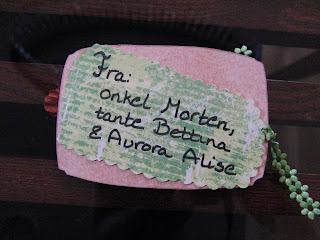 Fra:
onkel Morten,
tante Bettina
& Aurora Alise